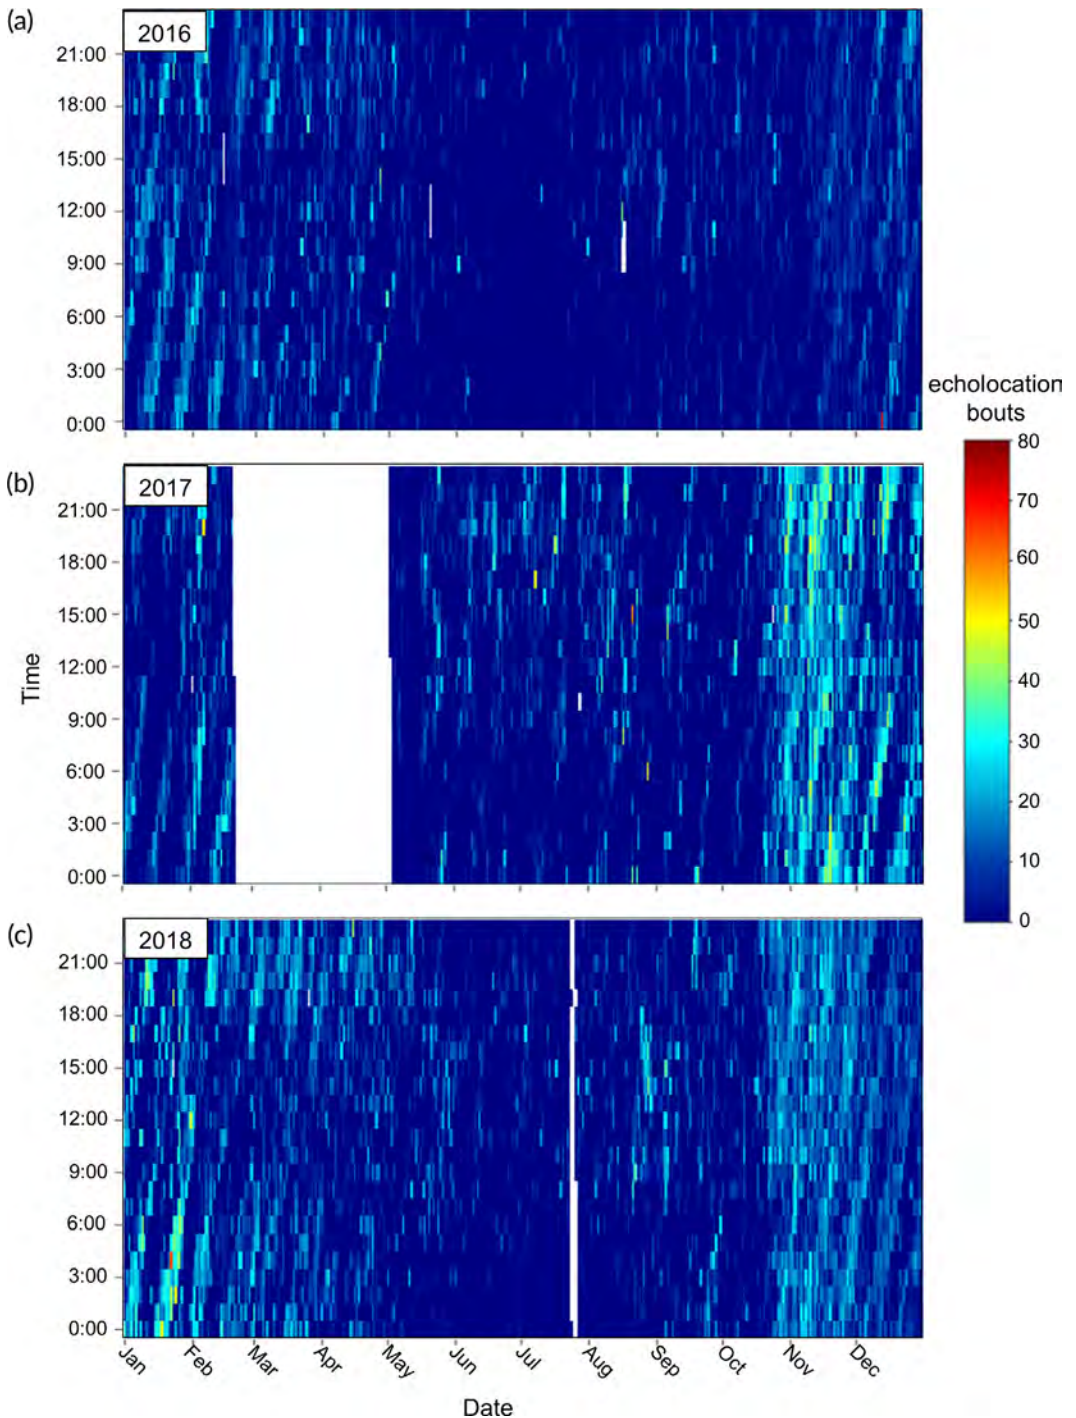 (a)
2016
21:00
18:00
15:00
12:00
9:00
6:00
3:00
0:00
echolocation
bouts
80
70
60
50
40
30
20
10
0
(b)
2017
21:00
18:00
15:00
12:00
9:00
6:00
3:00
0:00
Time
(c)
2018
21:00
18:00
15:00
12:00
9:00
6:00
3:00
0:00
Jan
Feb
Mar
Apr
May
Jun
Jul
Aug
Sep
Oct
Nov
Dec
Date